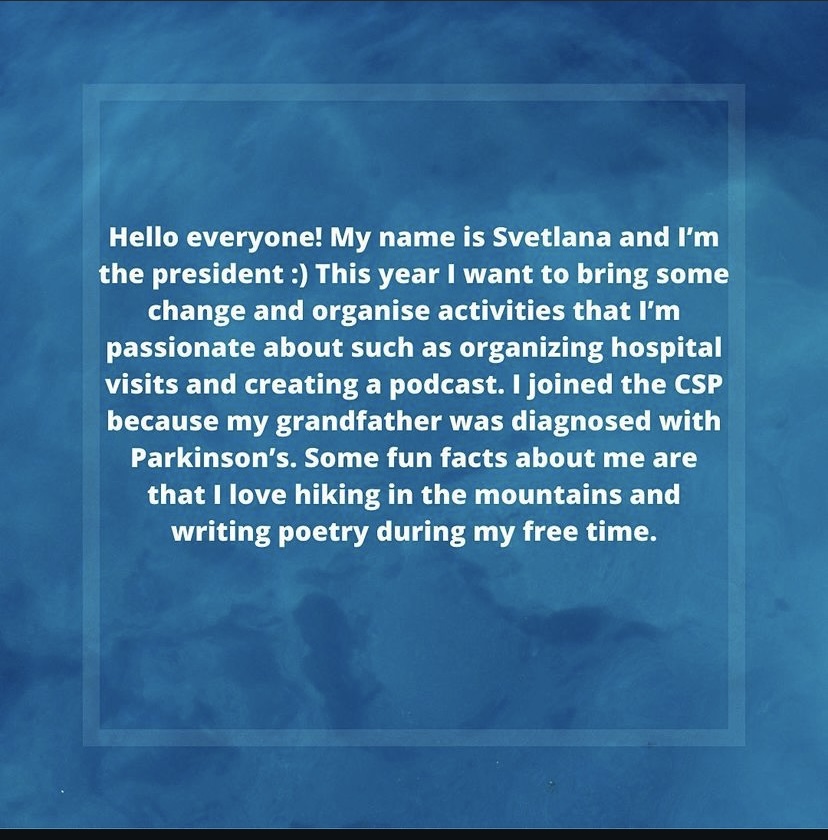 Hello everyone! My name is Svetlana and I’m
the president :) This year I want to bring some
change and organise activities that I’m
passionate about such as organizing hospital
visits and creating a podcast. I joined the CSP
because my grandfather was diagnosed with
Parkinson’s. Some fun facts about me are
that I love hiking in the mountains and
writing poetry during my free time.